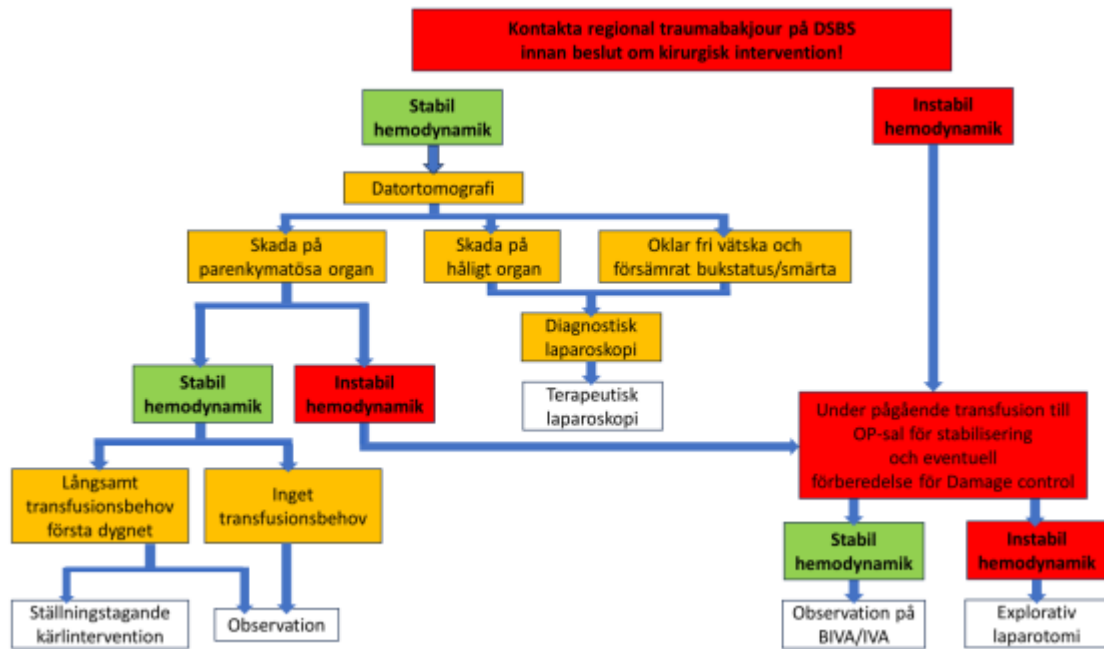 Kontakta regional traumabakjour på DSBS
innan beslut om kirurgisk intervention!
Stabil
hemodynamik
Instabil
hemodynamik
Datortomografi
Skada på
parenkymatösa organ
Skada på
håligt organ
Oklar fri vätska och
försämrat bukstatus/smärta
Diagnostisk
laparoskopi
Terapeutisk
laparoskopi
Stabil
hemodynamik
Instabil
hemodynamik
Under pågående transfusion till
OP-sal för stabilisering
och eventuell
förberedelse för Damage control
Långsamt
transfusionsbehov
första dygnet
Inget
transfusionsbehov
Stabil
hemodynamik
Instabil
hemodynamik
Ställningstagande
kärlintervention
Observation
Observation på
BIVA/IVA
Explorativ
laparotomi